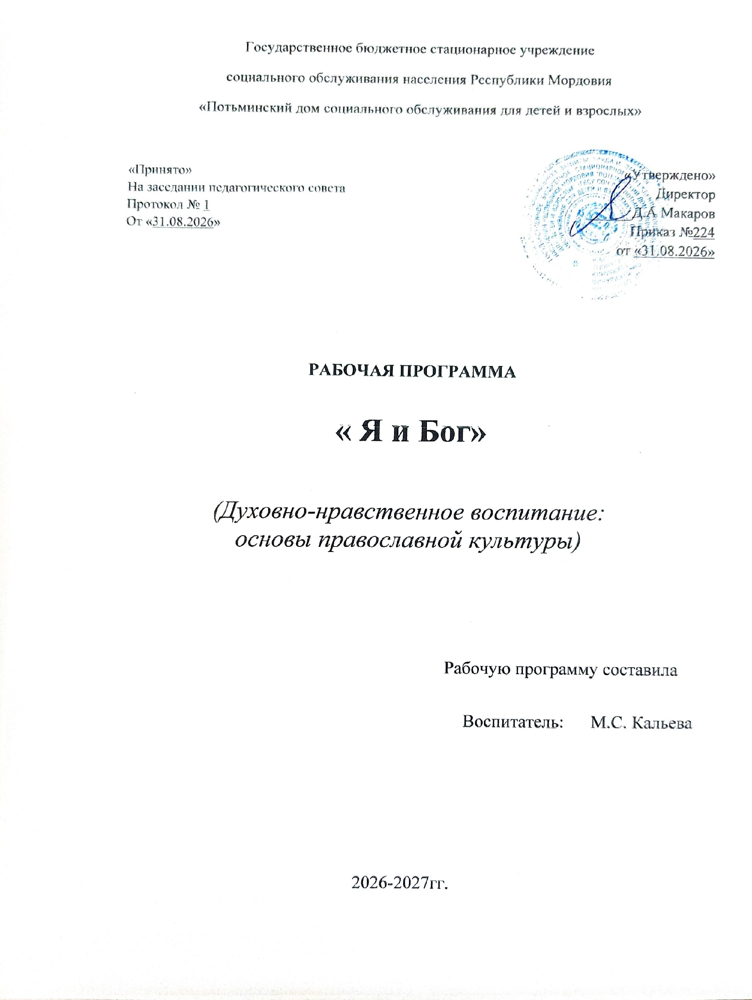 Государственное бюджетное стационарное учреждение
социального обслуживания населения Республики Мордовия
«Потьминский дом социального обслуживания для детей и взрослых»
«Принято»
На заседании педагогического совета
Протокол № 1
От «31.08.2026»
«Утверждено»
Директор
Д.А Макаров
Приказ №224
от «31.08.2026»
РАБОЧАЯ ПРОГРАММА
« Я и Бог»
(Духовно-нравственное воспитание:
основы православной культуры)
Рабочую программу составила
Воспитатель: М.С. Кальева
2026-2027гг.